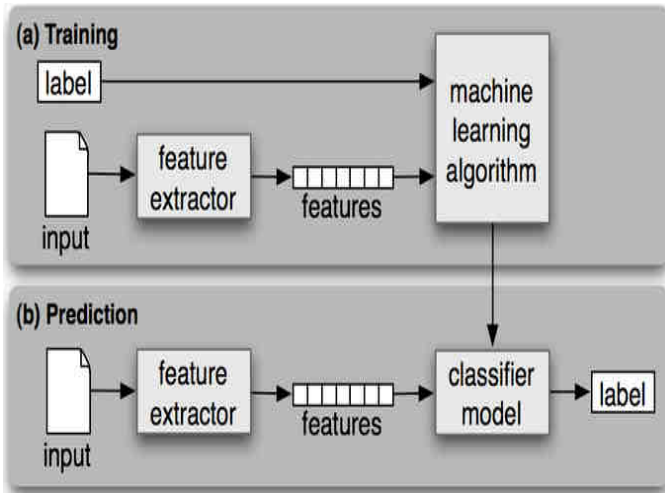 (a) Training
label
machine
learning
algorithm
feature
extractor
features
input
(b) Prediction
feature
extractor
features
input
classifier
model
label